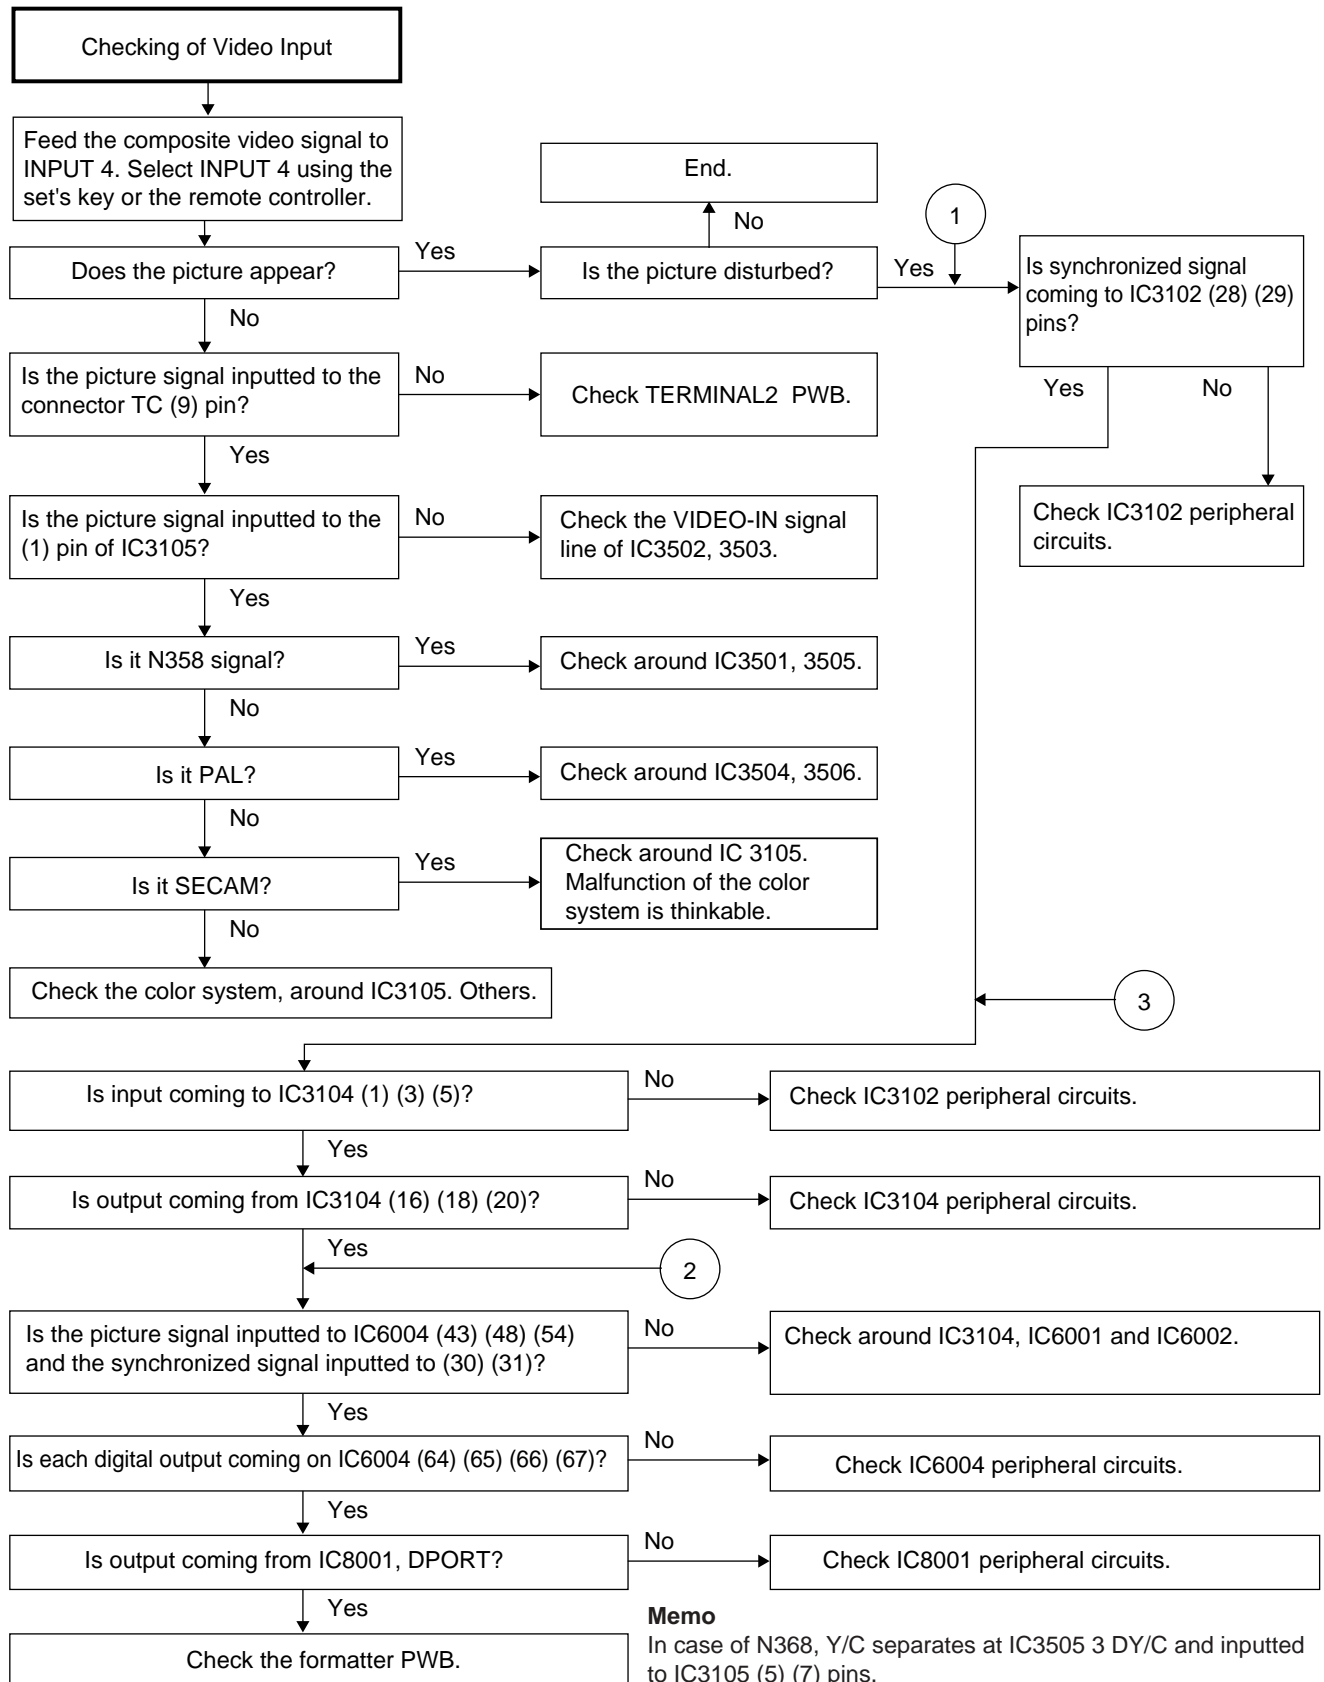 Checking of Video Input
Feed the composite video signal to
INPUT 4. Select INPUT 4 using the
set's key or the remote controller.
End.
No
1
Does the picture appear?
Yes
Is the picture disturbed?
Yes
Is synchronized signal
coming to IC3102 (28) (29)
pins?
No
Yes
No
Is the picture signal inputted to the
connector TC (9) pin?
No
Check TERMINAL2 PWB.
Yes
Check IC3102 peripheral
circuits.
Is the picture signal inputted to the
(1) pin of IC3105?
No
Check the VIDEO-IN signal
line of IC3502, 3503.
Yes
Is it N358 signal?
Yes
Check around IC3501, 3505.
No
Is it PAL?
Yes
Check around IC3504, 3506.
No
Is it SECAM?
Yes
Check around IC 3105.
Malfunction of the color
system is thinkable.
No
Check the color system, around IC3105. Others.
3
Is input coming to IC3104 (1) (3) (5)?
No
Check IC3102 peripheral circuits.
Yes
Is output coming from IC3104 (16) (18) (20)?
No
Check IC3104 peripheral circuits.
Yes
2
Is the picture signal inputted to IC6004 (43) (48) (54)
and the synchronized signal inputted to (30) (31)?
No
Check around IC3104, IC6001 and IC6002.
Yes
Is each digital output coming on IC6004 (64) (65) (66) (67)?
No
Check IC6004 peripheral circuits.
Yes
Is output coming from IC8001, DPORT?
No
Check IC8001 peripheral circuits.
Yes
Check the formatter PWB.
Memo
In case of N368, Y/C separates at IC3505 3 DY/C and inputted
to IC3105 (5) (7) pins.